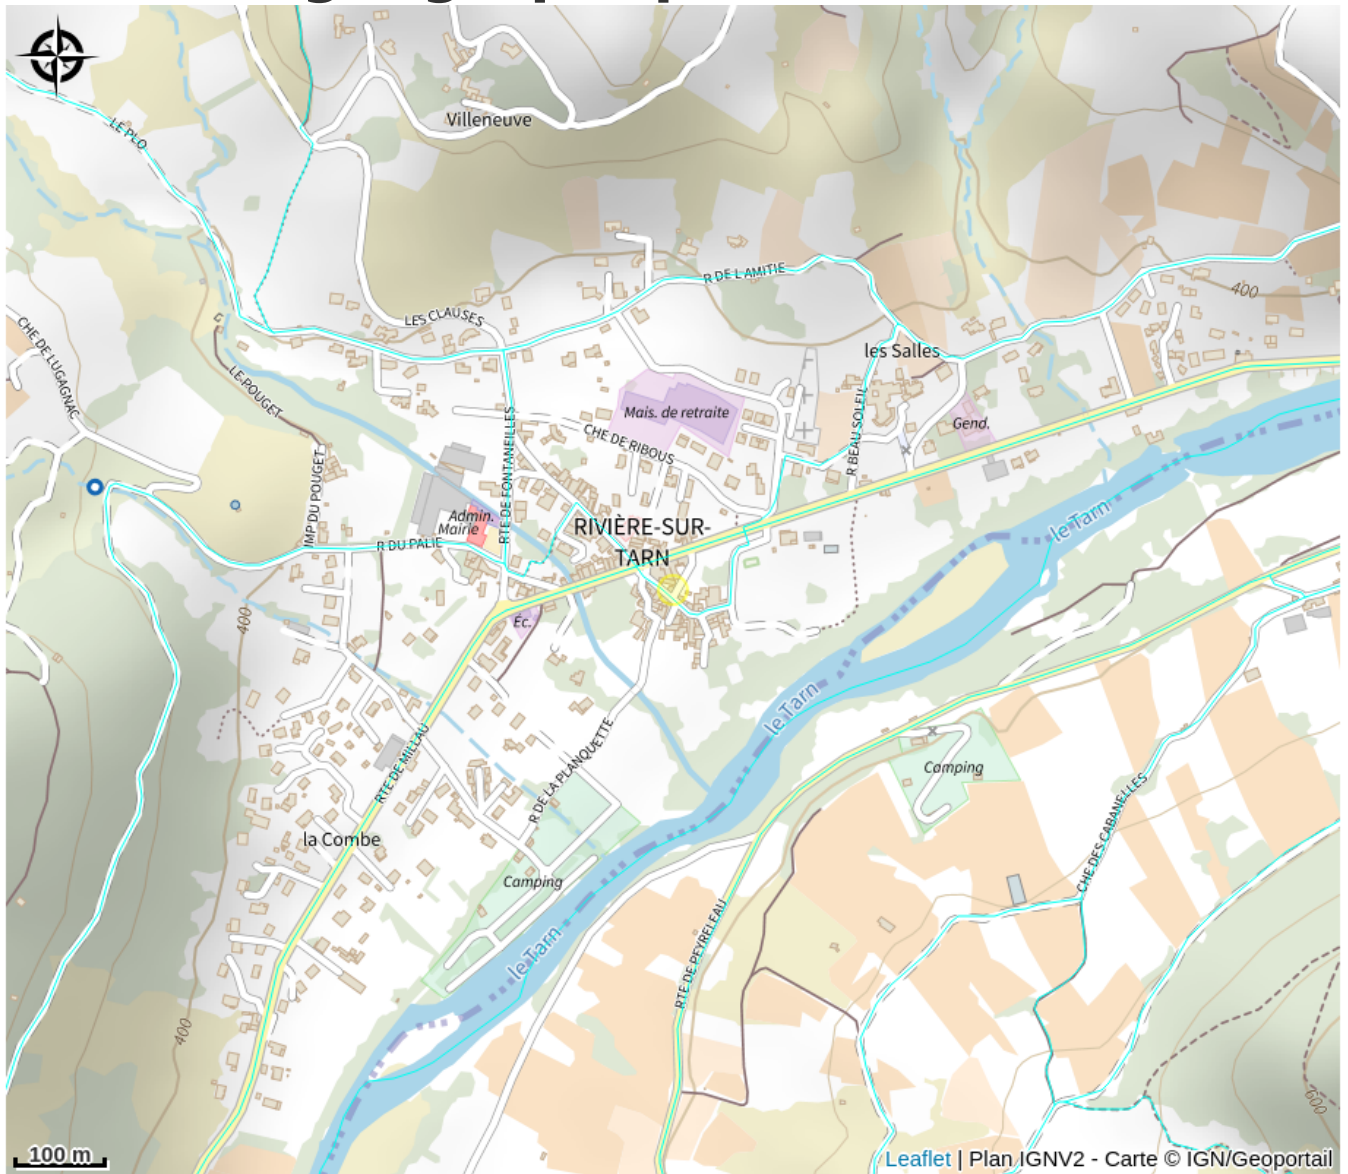 Villeneuve
LE PLO
R DE L AMITIE
400
CHE DE LUGAGNAC
LES CLAUSES
les Salles
LE POUGET
Mais. de retraite
R BEAU SOLEIL
Gend.
CHE DE RIBOUS
RTE DE FONTANEILLES
IMP DU POUGET
Admin.
Mairie
RIVIÈRE-SUR-
TARN
le Tarn
R DU PALIE
400
Ec.
le Tarn
RTE DE MILLAU
R DE LA PLANQUETTE
Camping
la Combe
CHE DES CABANELLES
Camping
le Tarn
RTE DE PEYRELEAU
400
600
100 m
Leaflet | Plan IGNV2 - Carte © IGN/Geoportail